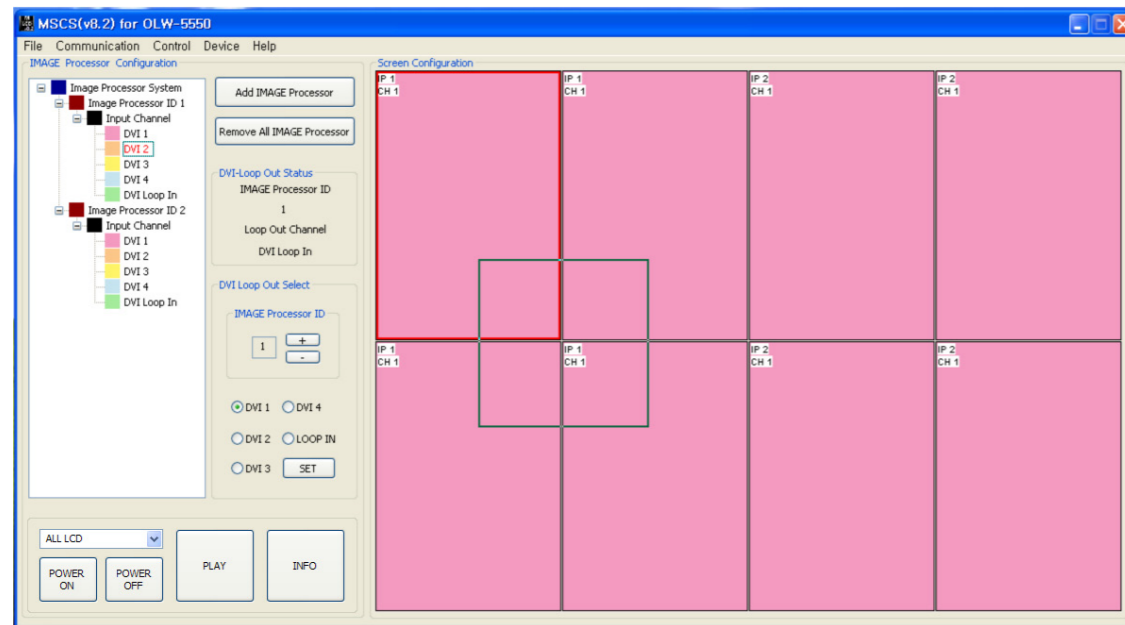 MSCS(v8.2) for OLW-5550
File Communication Control Device Help
IMAGE Processor Configuration
Image Processor System
Image Processor ID 1
Input Channel
DVI 1
DVI 2
DVI 3
DVI 4
DVI Loop In
Image Processor ID 2
Input Channel
DVI 1
DVI 2
DVI 3
DVI 4
DVI Loop In
Add IMAGE Processor
Remove All IMAGE Processor
DVI-Loop Out Status
IMAGE Processor ID
1
Loop Out Channel
DVI Loop In
DVI Loop Out Select
IMAGE Processor ID
1
+
-
DVI 1 DVI 4
DVI 2 LOOP IN
DVI 3 SET
ALL LCD
POWER
ON
POWER
OFF
PLAY
INFO
Screen Configuration
IP 1
CH 1
IP 1
CH 1
IP 2
CH 1
IP 2
CH 1
IP 1
CH 1
IP 1
CH 1
IP 2
CH 1
IP 2
CH 1